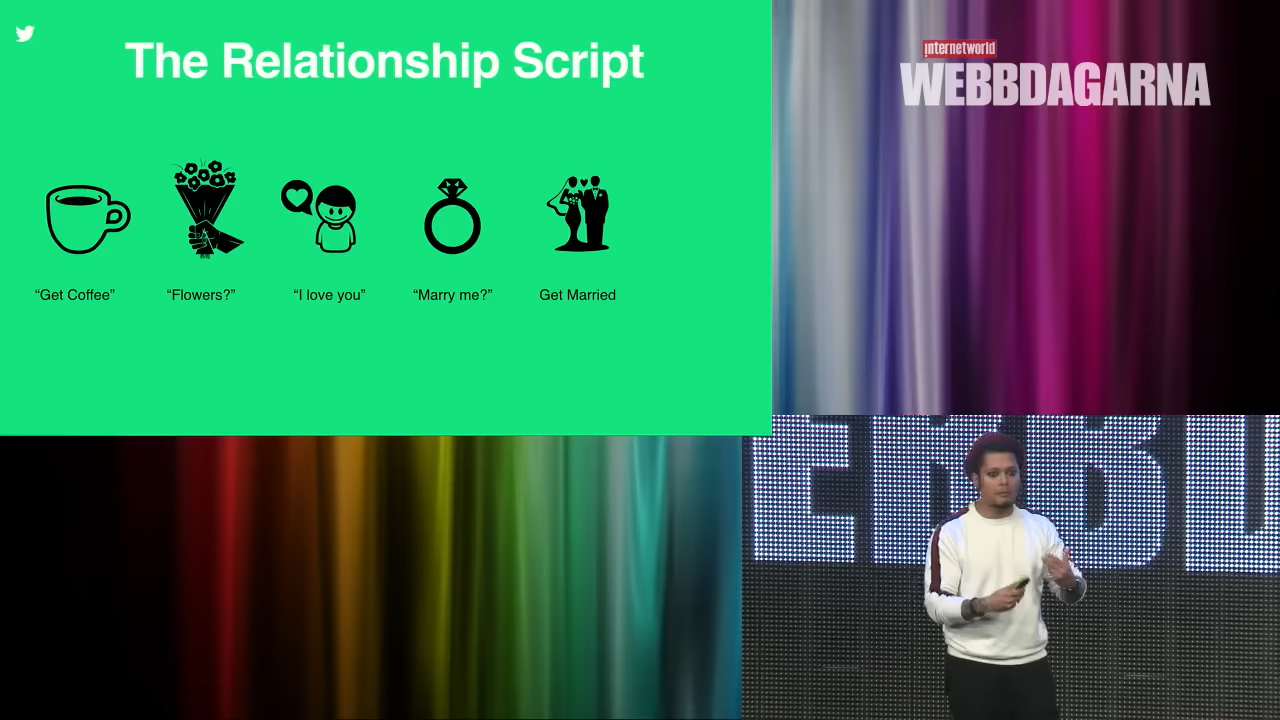 The Relationship Script
“Get Coffee”
“Flowers?”
“I love you”
“Marry me?”
Get Married
internetworld
WEBBDAGARNA